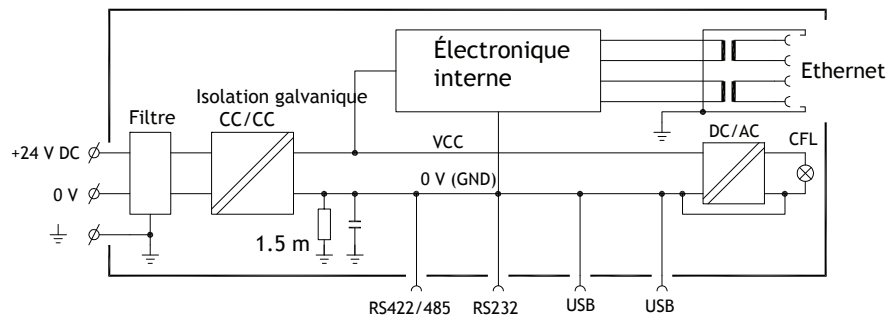 Électronique
interne
Ethernet
Isolation galvanique
CC/CC
Filtre
DC/AC
CFL
+24 V DC
VCC
0 V
0 V (GND)
1.5 m
RS422/485
RS232
USB
USB